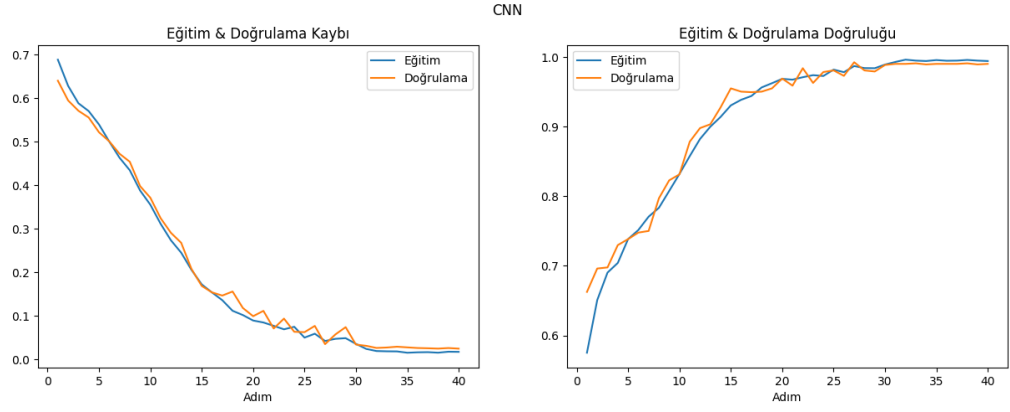 CNN
Eğitim & Doğrulama Kaybı
Eğitim
Doğrulama
0.7
0.6
0.5
0.4
0.3
0.2
0.1
0.0
0 5 10 15 20 25 30 35 40
Adım
Eğitim & Doğrulama Doğruluğu
Eğitim
Doğrulama
1.0
0.9
0.8
0.7
0.6
0 5 10 15 20 25 30 35 40
Adım